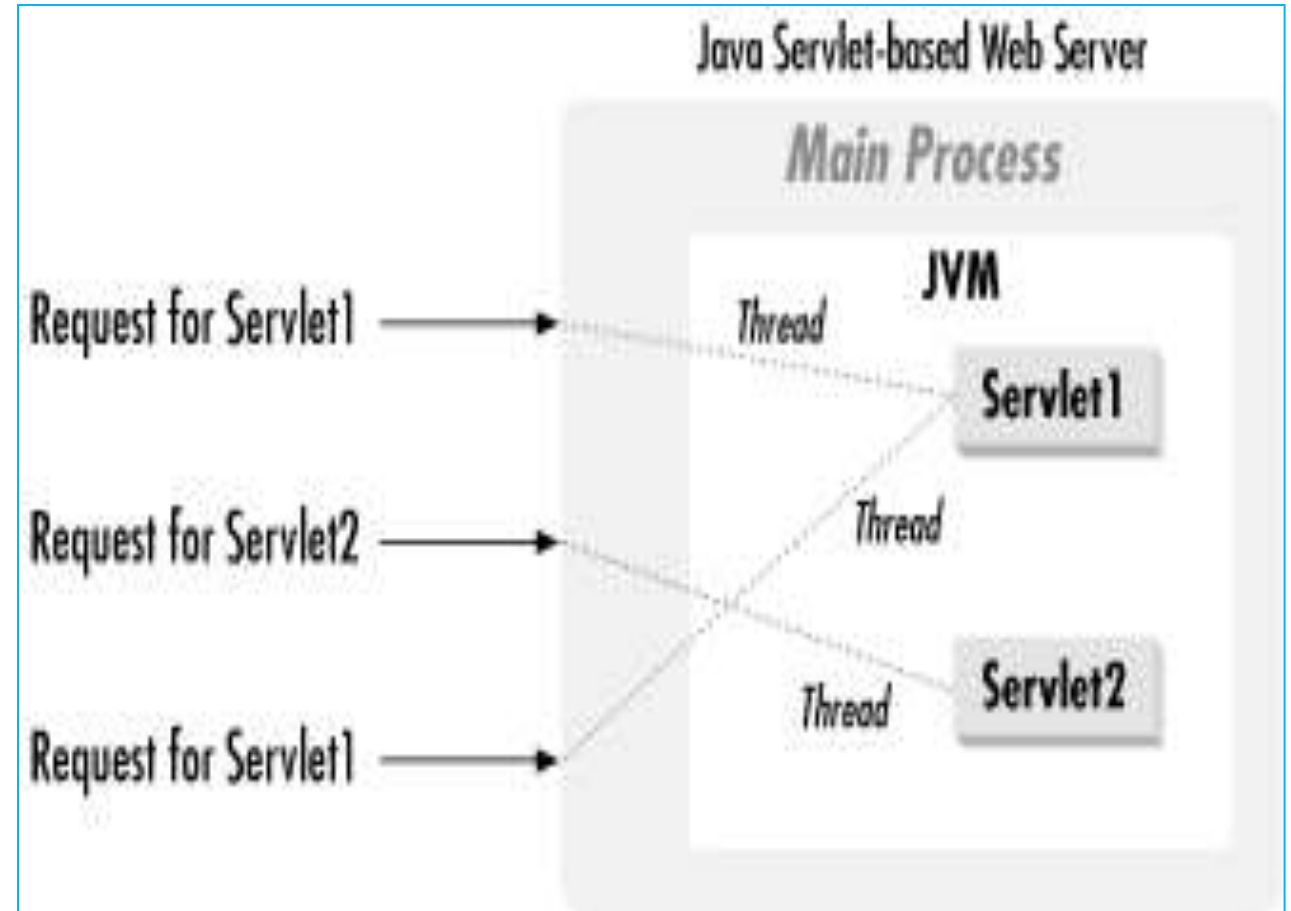 Java Servlet-based Web Server
Main Process
JVM
Request for Servlet1
Thread
Servlet1
Request for Servlet2
Thread
Thread
Servlet2
Request for Servlet1